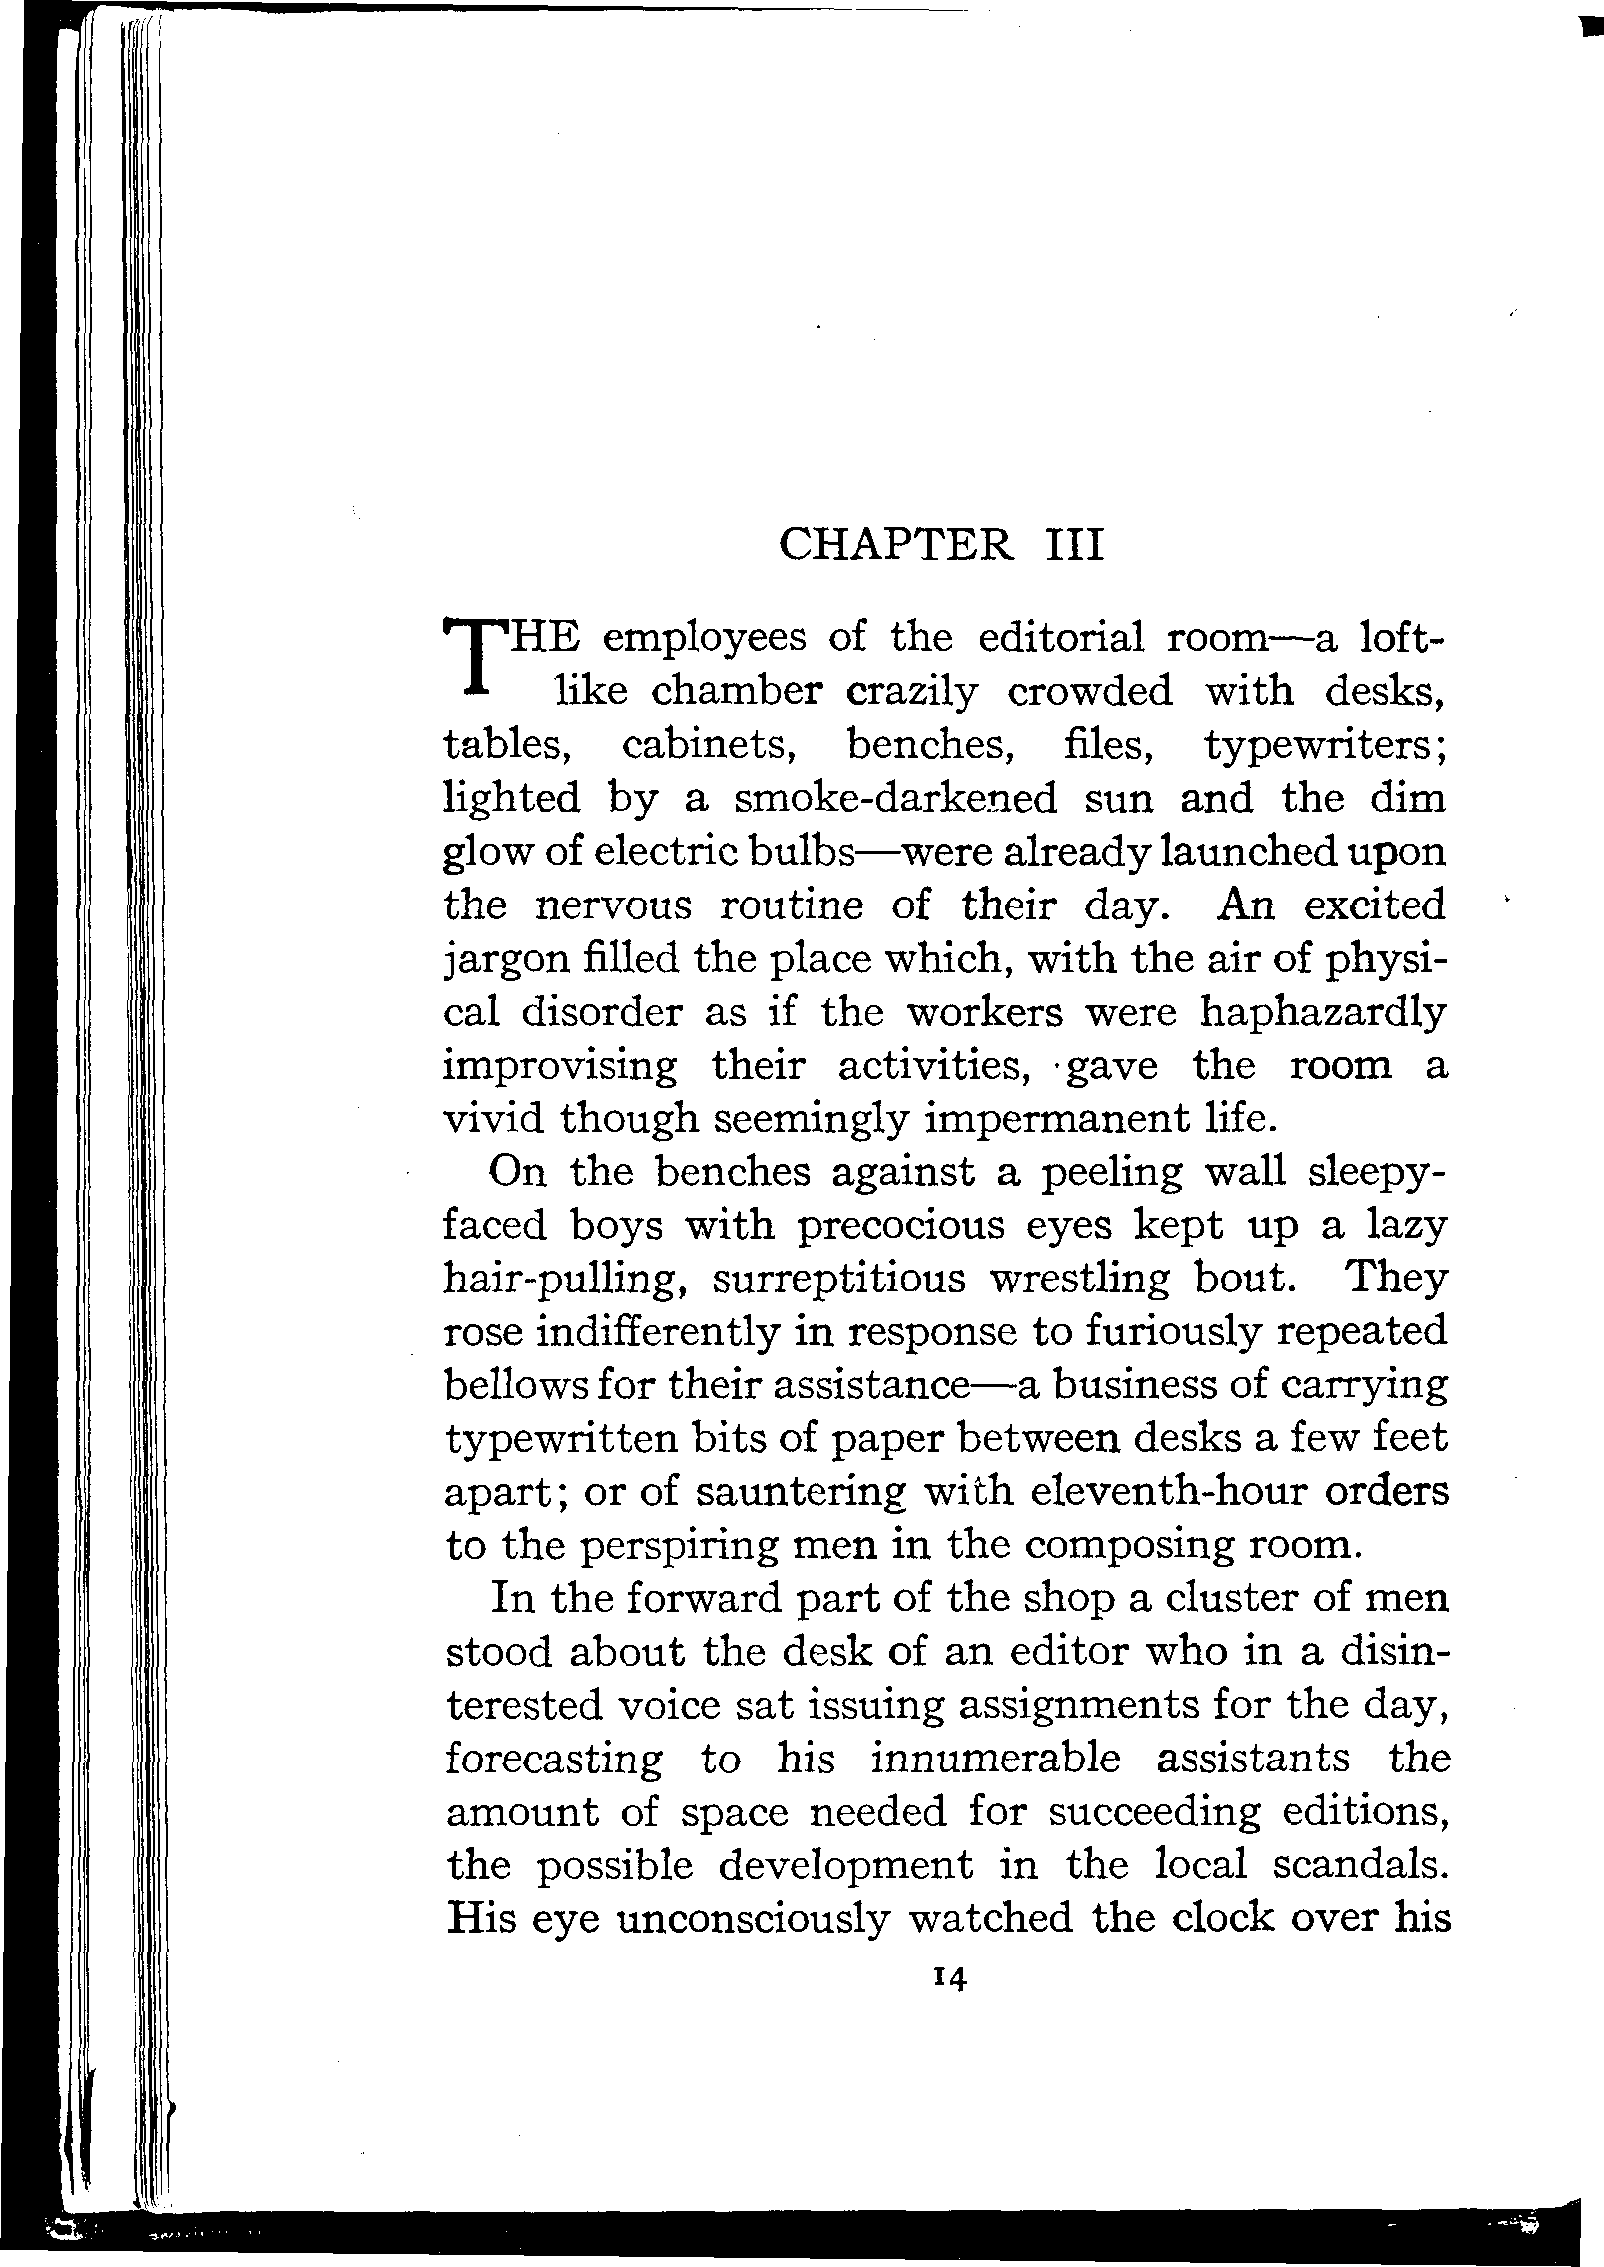 CHAPTER III
THE employees of the editorial room—a loft-
like chamber crazily crowded with desks,
tables, cabinets, benches, files, typewriters;
lighted by a smoke-darkened sun and the dim
glow of electric bulbs—were already launched upon
the nervous routine of their day. An excited
jargon filled the place which, with the air of physi-
cal disorder as if the workers were haphazardly
improvising their activities, gave the room a
vivid though seemingly impermanent life.
On the benches against a peeling wall sleepy-
faced boys with precocious eyes kept up a lazy
hair-pulling, surreptitious wrestling bout. They
rose indifferently in response to furiously repeated
bellows for their assistance—a business of carrying
typewritten bits of paper between desks a few feet
apart; or of sauntering with eleventh-hour orders
to the perspiring men in the composing room.
In the forward part of the shop a cluster of men
stood about the desk of an editor who in a disin-
terested voice sat issuing assignments for the day,
forecasting to his innumerable assistants the
amount of space needed for succeeding editions,
the possible development in the local scandals.
His eye unconsciously watched the clock over his
14